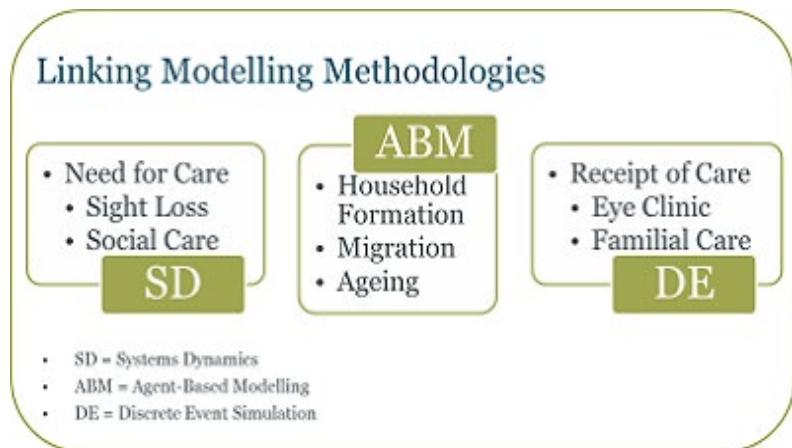 Linking Modelling Methodologies
• Need for Care
• Sight Loss
• Social Care
SD
ABM
• Household
Formation
• Migration
• Ageing
• Receipt of Care
• Eye Clinic
• Familial Care
DE
• SD = Systems Dynamics
• ABM = Agent-Based Modelling
• DE = Discrete Event Simulation